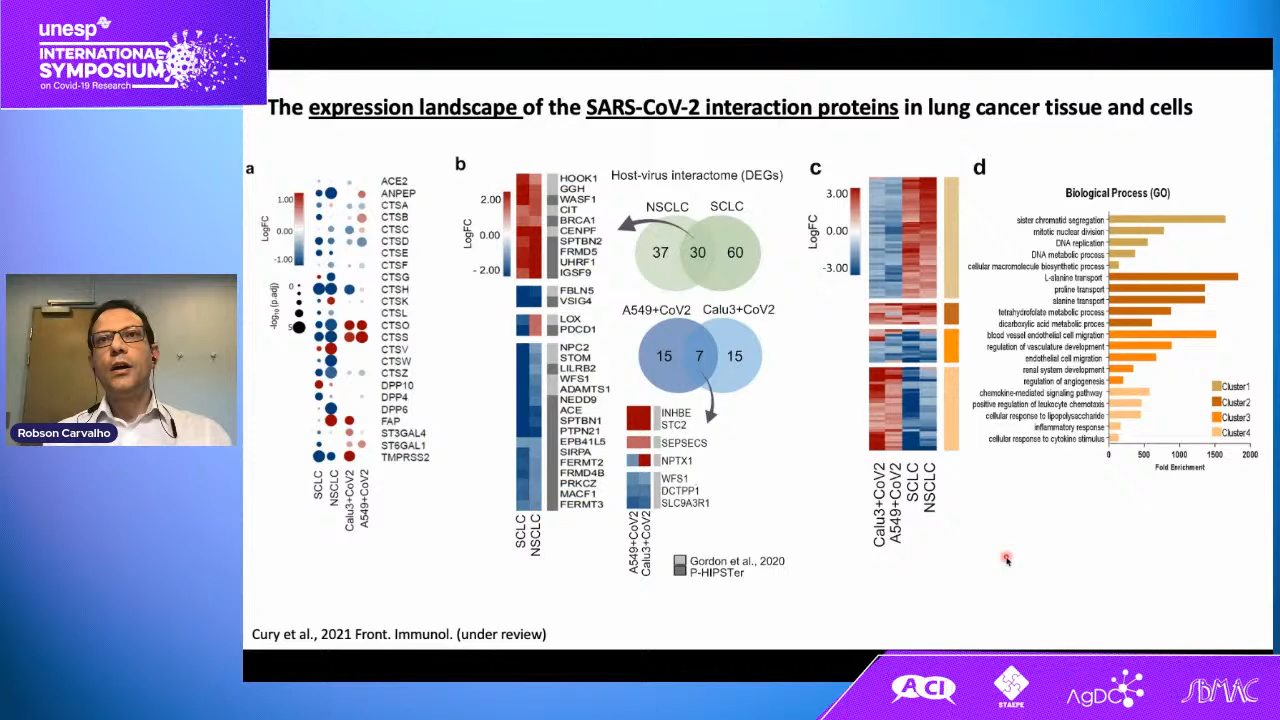 unesp
INTERNATIONAL
SYMPOSIUM
on Covid-19 Research
The expression landscape of the SARS-CoV-2 interaction proteins in lung cancer tissue and cells
a
LogFC
1.00
0.00
-1.00
-log10 (p.adj)
0
5
ACE2
ANPEP
CTSA
CTSB
CTSC
CTSD
CTSE
CTSF
CTSG
CTSH
CTSK
CTSL
CTSO
CTSS
CTSV
CTSW
CTSZ
DPP10
DPP4
DPP6
FAP
ST3GAL4
ST6GAL1
TMPRSS2
SCLC
NSCLC
Calu3+CoV2
A549+CoV2
b
LogFC
2.00
0.00
- 2.00
HOOK1
GGH
WASF1
CIT
BRCA1
CENPF
SPTBN2
FRMD5
UHRF1
IGSF9
FBLN5
VSIG4
LOX
PDCD1
NPC2
STOM
LILRB2
WFS1
ADAMTS1
NEDD9
ACE
SPTBN1
PTPN21
EPB41L5
SIRPA
FERMT2
FRMD4B
PRKCZ
MACF1
FERMT3
SCLC
NSCLC
Host-virus interactome (DEGs)
NSCLC SCLC
37 30 60
A549+CoV2 Calu3+CoV2
15 7 15
INHBE
STC2
SEPSECS
NPTX1
WFS1
DCTPP1
SLC9A3R1
A549+CoV2
Calu3+CoV2
Gordon et al., 2020
P-HIPSTer
c
LogFC
3.00
0.00
-3.00
Calu3+CoV2
A549+CoV2
SCLC
NSCLC
d
Biological Process (GO)
sister chromatid segregation
mitotic nuclear division
DNA replication
DNA metabolic process
cellular macromolecule biosynthetic process
L-alanine transport
proline transport
alanine transport
tetrahydrofolate metabolic process
dicarboxylic acid metabolic proces
blood vessel endothelial cell migration
regulation of vasculature development
endothelial cell migration
renal system development
regulation of angiogenesis
chemokine-mediated signaling pathway
positive regulation of leukocyte chemotaxis
cellular response to lipopolysaccharide
inflammatory response
cellular response to cytokine stimulus
Cluster1
Cluster2
Cluster3
Cluster4
0 500 1000 1500 2000
Fold Enrichment
Robson Carvalho
Cury et al., 2021 Front. Immunol. (under review)
ACI
STAEPE
AgDC
SBMAC